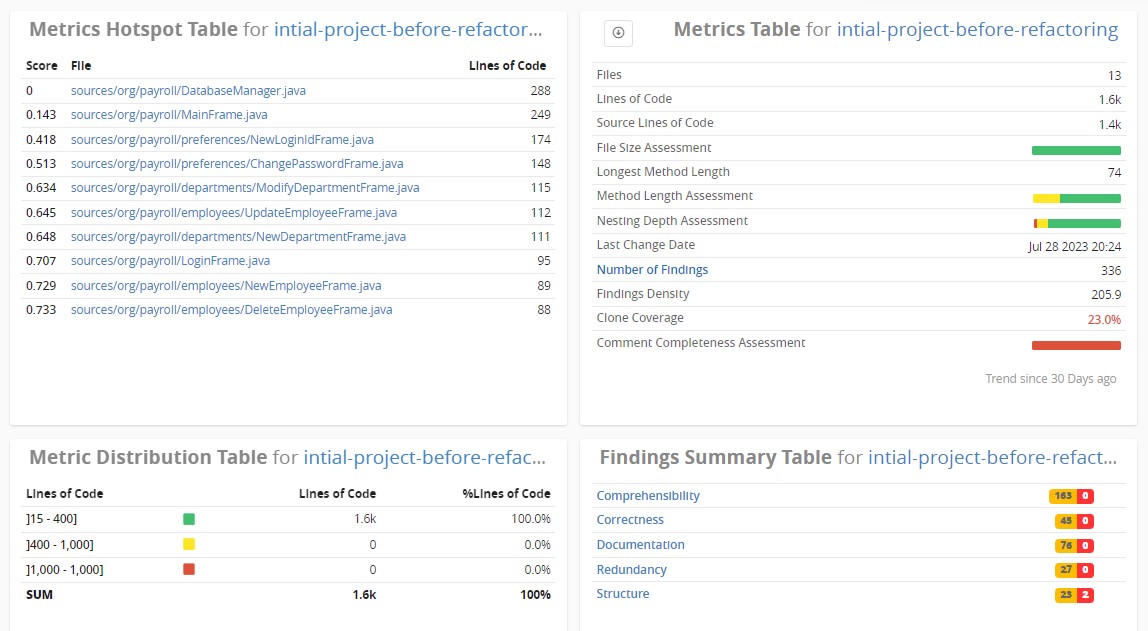 Metrics Hotspot Table for intial-project-before-refactor...
Score File Lines of Code
0 sources/org/payroll/DatabaseManager.java 288
0.143 sources/org/payroll/MainFrame.java 249
0.418 sources/org/payroll/preferences/NewLoginIdFrame.java 174
0.513 sources/org/payroll/preferences/ChangePasswordFrame.java 148
0.634 sources/org/payroll/departments/ModifyDepartmentFrame.java 115
0.645 sources/org/payroll/employees/UpdateEmployeeFrame.java 112
0.648 sources/org/payroll/departments/NewDepartmentFrame.java 111
0.707 sources/org/payroll/LoginFrame.java 95
0.729 sources/org/payroll/employees/NewEmployeeFrame.java 89
0.733 sources/org/payroll/employees/DeleteEmployeeFrame.java 88
Metrics Table for intial-project-before-refactoring
Files 13
Lines of Code 1.6k
Source Lines of Code 1.4k
File Size Assessment
Longest Method Length 74
Method Length Assessment
Nesting Depth Assessment
Last Change Date Jul 28 2023 20:24
Number of Findings 336
Findings Density 205.9
Clone Coverage 23.0%
Comment Completeness Assessment
Trend since 30 Days ago
Metric Distribution Table for intial-project-before-refac...
Lines of Code Lines of Code %Lines of Code
]15 - 400] 1.6k 100.0%
]400 - 1,000] 0 0.0%
]1,000 - 1,000] 0 0.0%
SUM 1.6k 100%
Findings Summary Table for intial-project-before-refact...
Comprehensibility 163 0
Correctness 45 0
Documentation 76 0
Redundancy 27 0
Structure 23 2